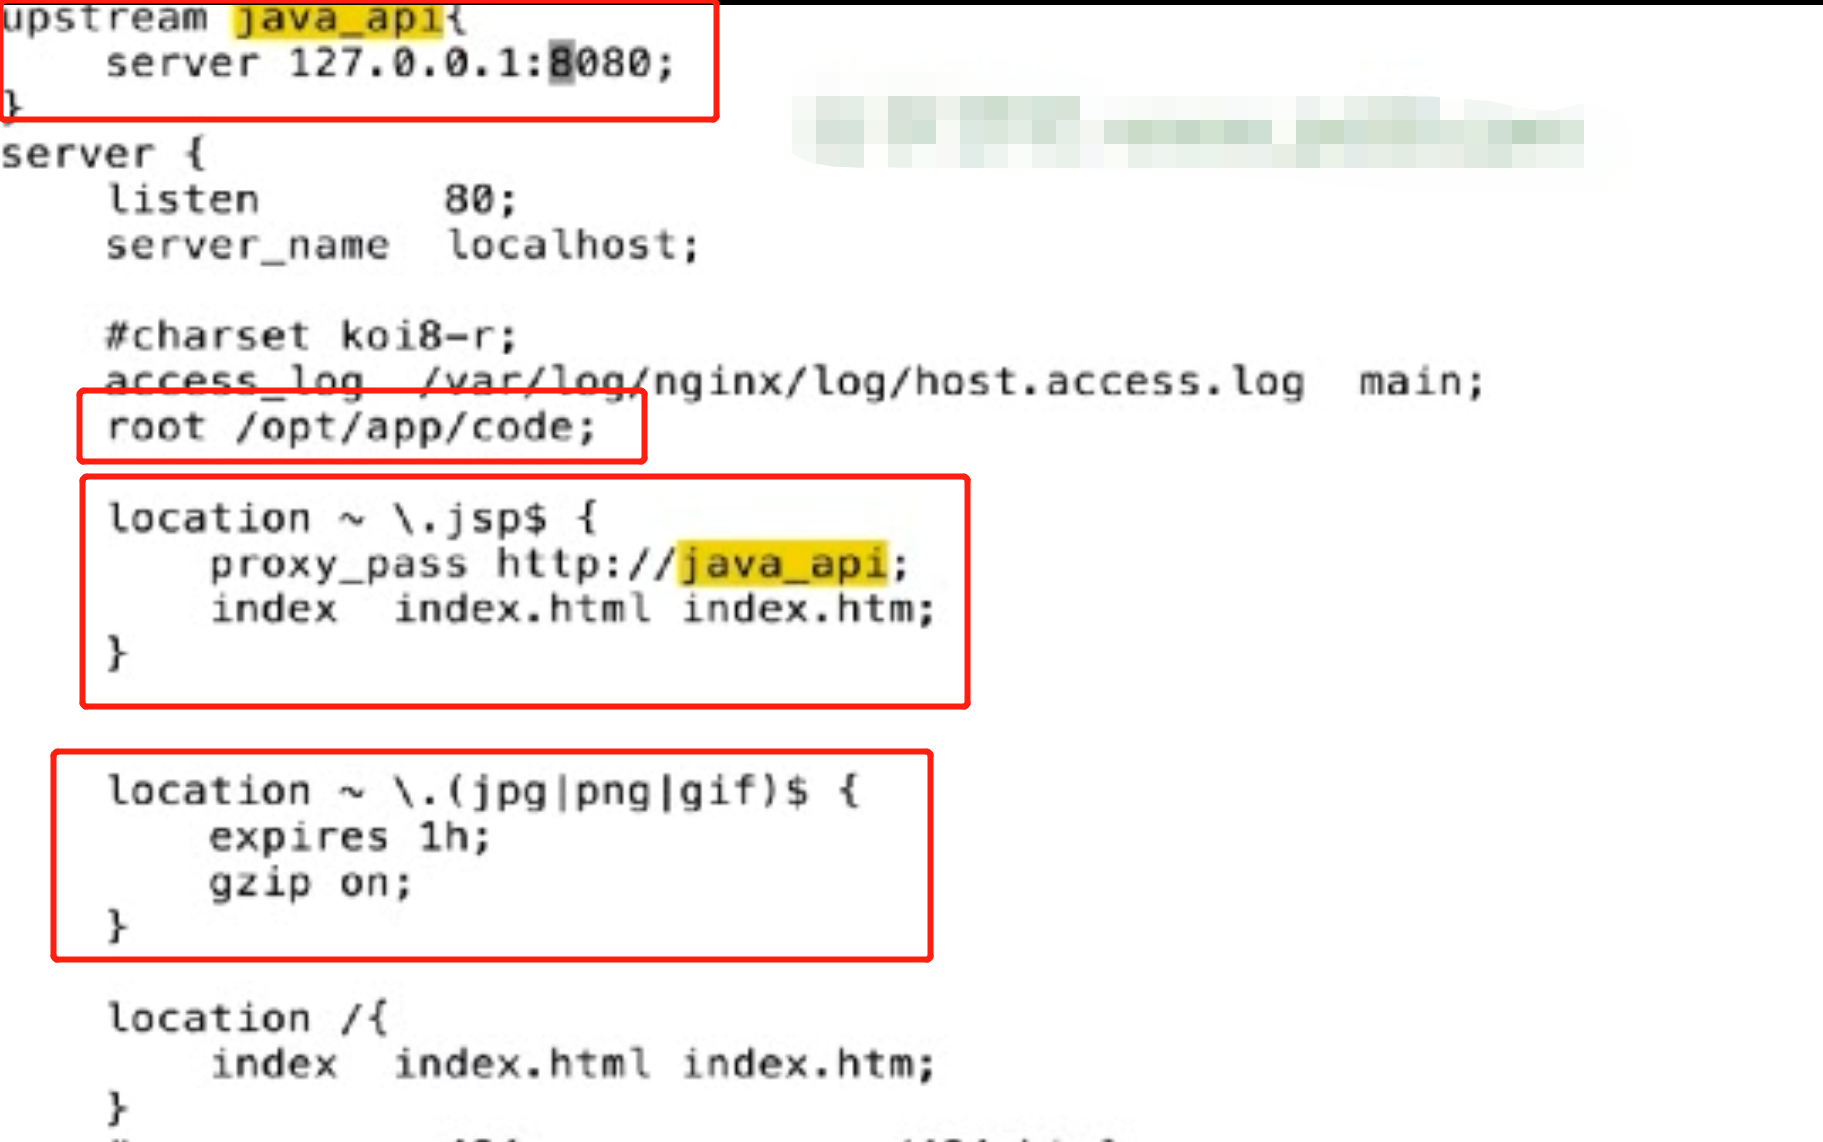 upstream java_api{
    server 127.0.0.1:8080;
}
server {
    listen       80;
    server_name  localhost;
    #charset koi8-r;
    access_log  /var/log/nginx/log/host.access.log  main;
    root /opt/app/code;
    location ~ \.jsp$ {
        proxy_pass http://java_api;
        index  index.html index.htm;
    }
    location ~ \.(jpg|png|gif)$ {
        expires 1h;
        gzip on;
    }
    location /{
        index  index.html index.htm;
    }